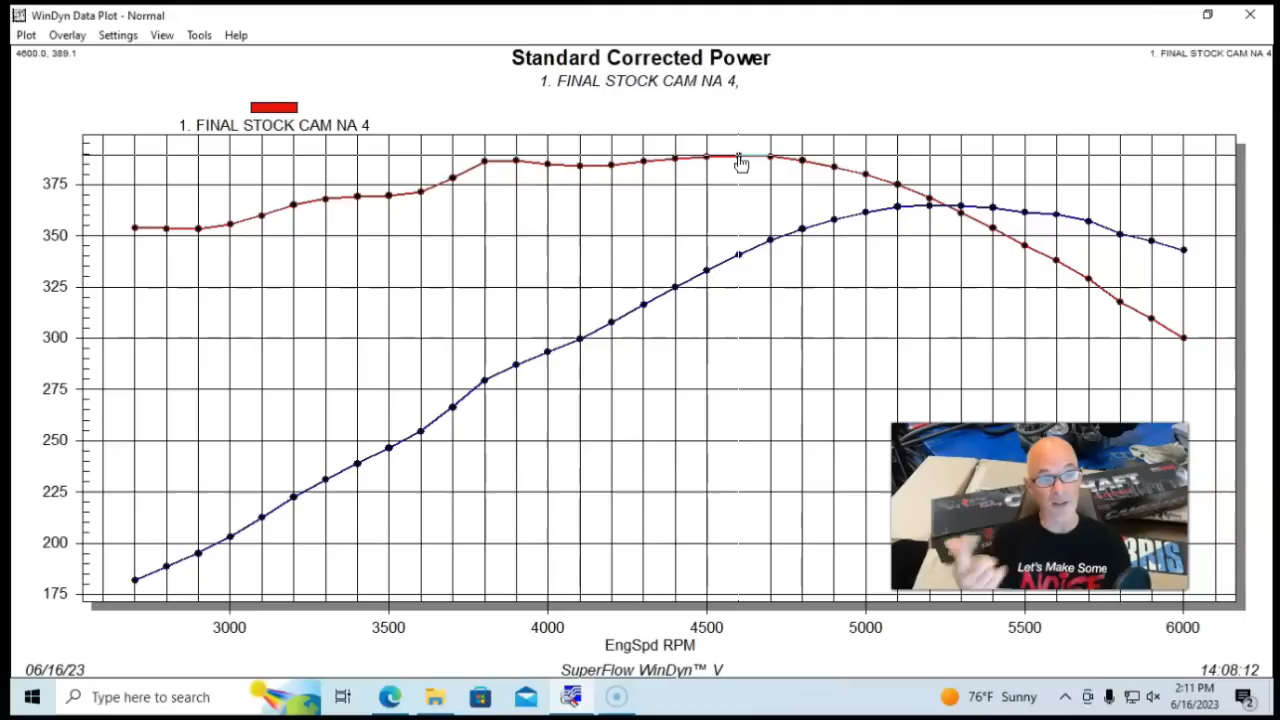 WinDyn Data Plot - Normal
Plot Overlay Settings View Tools Help
4600.0, 389.1
1. FINAL STOCK CAM NA 4
Standard Corrected Power
1. FINAL STOCK CAM NA 4,
1. FINAL STOCK CAM NA 4
375
350
325
300
275
250
225
200
175
3000 3500 4000 4500 5000 5500 6000
EngSpd RPM
Let's Make Some
NOISE
BRIS
06/16/23
SuperFlow WinDyn™ V
14:08:12
Type here to search
76°F Sunny
2:11 PM
6/16/2023
2